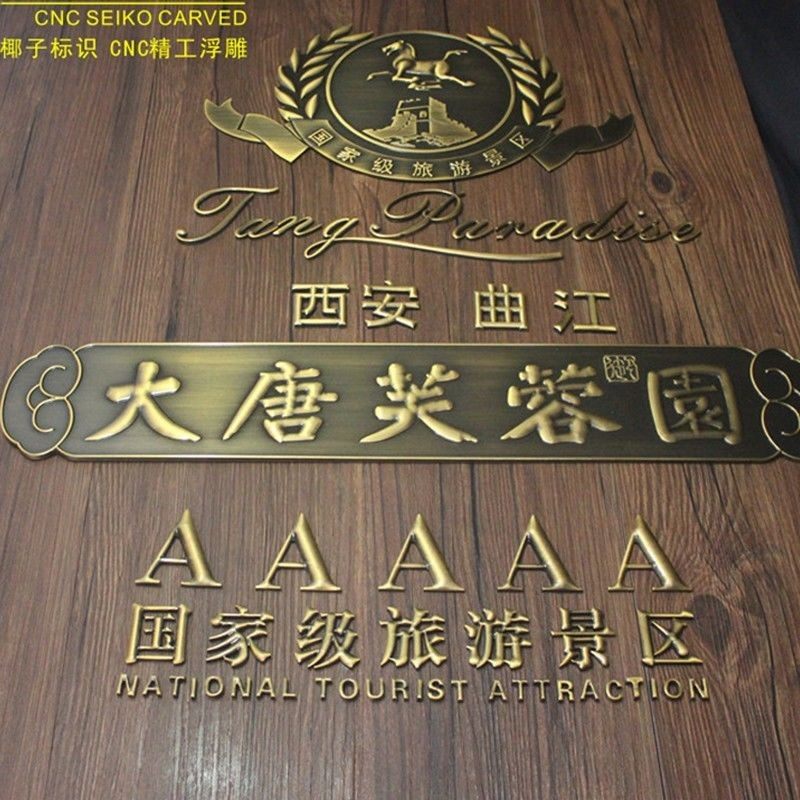 CNC SEIKO CARVED
椰子标识 CNC精工浮雕
国家级旅游景区
Tang Paradise
西安 曲江
大唐芙蓉園
AAAAA
国家级旅游景区
NATIONAL TOURIST ATTRACTION